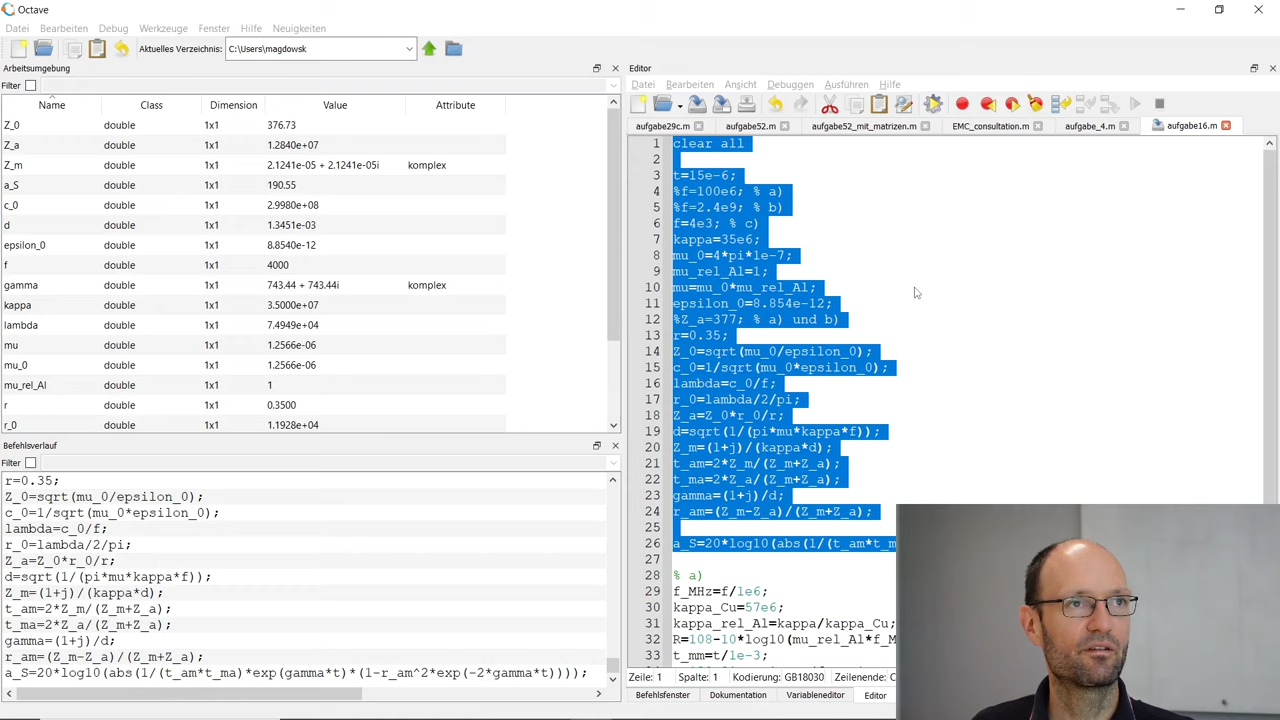 Octave
Datei Bearbeiten Debug Werkzeuge Fenster Hilfe Neuigkeiten
Aktuelles Verzeichnis: C:\Users\magdowsk
Arbeitsumgebung
Filter
Name Class Dimension Value Attribute
Z_0 double 1x1 376.73
Z_a double 1x1 1.2840e+07
Z_m double 1x1 2.1241e-05 + 2.1241e-05i komplex
a_S double 1x1 190.55
c_0 double 1x1 2.9980e+08
d double 1x1 1.3451e-03
epsilon_0 double 1x1 8.8540e-12
f double 1x1 4000
gamma double 1x1 743.44 + 743.44i komplex
kappa double 1x1 3.5000e+07
lambda double 1x1 7.4949e+04
mu double 1x1 1.2566e-06
mu_0 double 1x1 1.2566e-06
mu_rel_Al double 1x1 1
r double 1x1 0.3500
r_0 double 1x1 1.1928e+04
Befehlsverlauf
Filter
r=0.35;
Z_0=sqrt(mu_0/epsilon_0);
c_0=1/sqrt(mu_0*epsilon_0);
lambda=c_0/f;
r_0=lambda/2/pi;
Z_a=Z_0*r_0/r;
d=sqrt(1/(pi*mu*kappa*f));
Z_m=(1+j)/(kappa*d);
t_am=2*Z_m/(Z_m+Z_a);
t_ma=2*Z_a/(Z_m+Z_a);
gamma=(1+j)/d;
r_am=(Z_m-Z_a)/(Z_m+Z_a);
a_S=20*log10(abs(1/(t_am*t_ma)*exp(gamma*t)*(1-r_am^2*exp(-2*gamma*t))));
Editor
Datei Bearbeiten Ansicht Debuggen Ausführen Hilfe
aufgabe29c.m aufgabe52.m aufgabe52_mit_matrizen.m EMC_consultation.m aufgabe_4.m aufgabe16.m
1 clear all
2
3 t=15e-6;
4 %f=100e6; % a)
5 %f=2.4e9; % b)
6 f=4e3; % c)
7 kappa=35e6;
8 mu_0=4*pi*1e-7;
9 mu_rel_Al=1;
10 mu=mu_0*mu_rel_Al;
11 epsilon_0=8.854e-12;
12 %Z_a=377; % a) und b)
13 r=0.35;
14 Z_0=sqrt(mu_0/epsilon_0);
15 c_0=1/sqrt(mu_0*epsilon_0);
16 lambda=c_0/f;
17 r_0=lambda/2/pi;
18 Z_a=Z_0*r_0/r;
19 d=sqrt(1/(pi*mu*kappa*f));
20 Z_m=(1+j)/(kappa*d);
21 t_am=2*Z_m/(Z_m+Z_a);
22 t_ma=2*Z_a/(Z_m+Z_a);
23 gamma=(1+j)/d;
24 r_am=(Z_m-Z_a)/(Z_m+Z_a);
25
26 a_S=20*log10(abs(1/(t_am*t_m
27
28 % a)
29 f_MHz=f/1e6;
30 kappa_Cu=57e6;
31 kappa_rel_Al=kappa/kappa_Cu;
32 R=108-10*log10(mu_rel_Al*f_M
33 t_mm=t/1e-3;
Zeile: 1 Spalte: 1 Kodierung: GB18030 Zeilenende: C
Befehlsfenster Dokumentation Variableneditor Editor